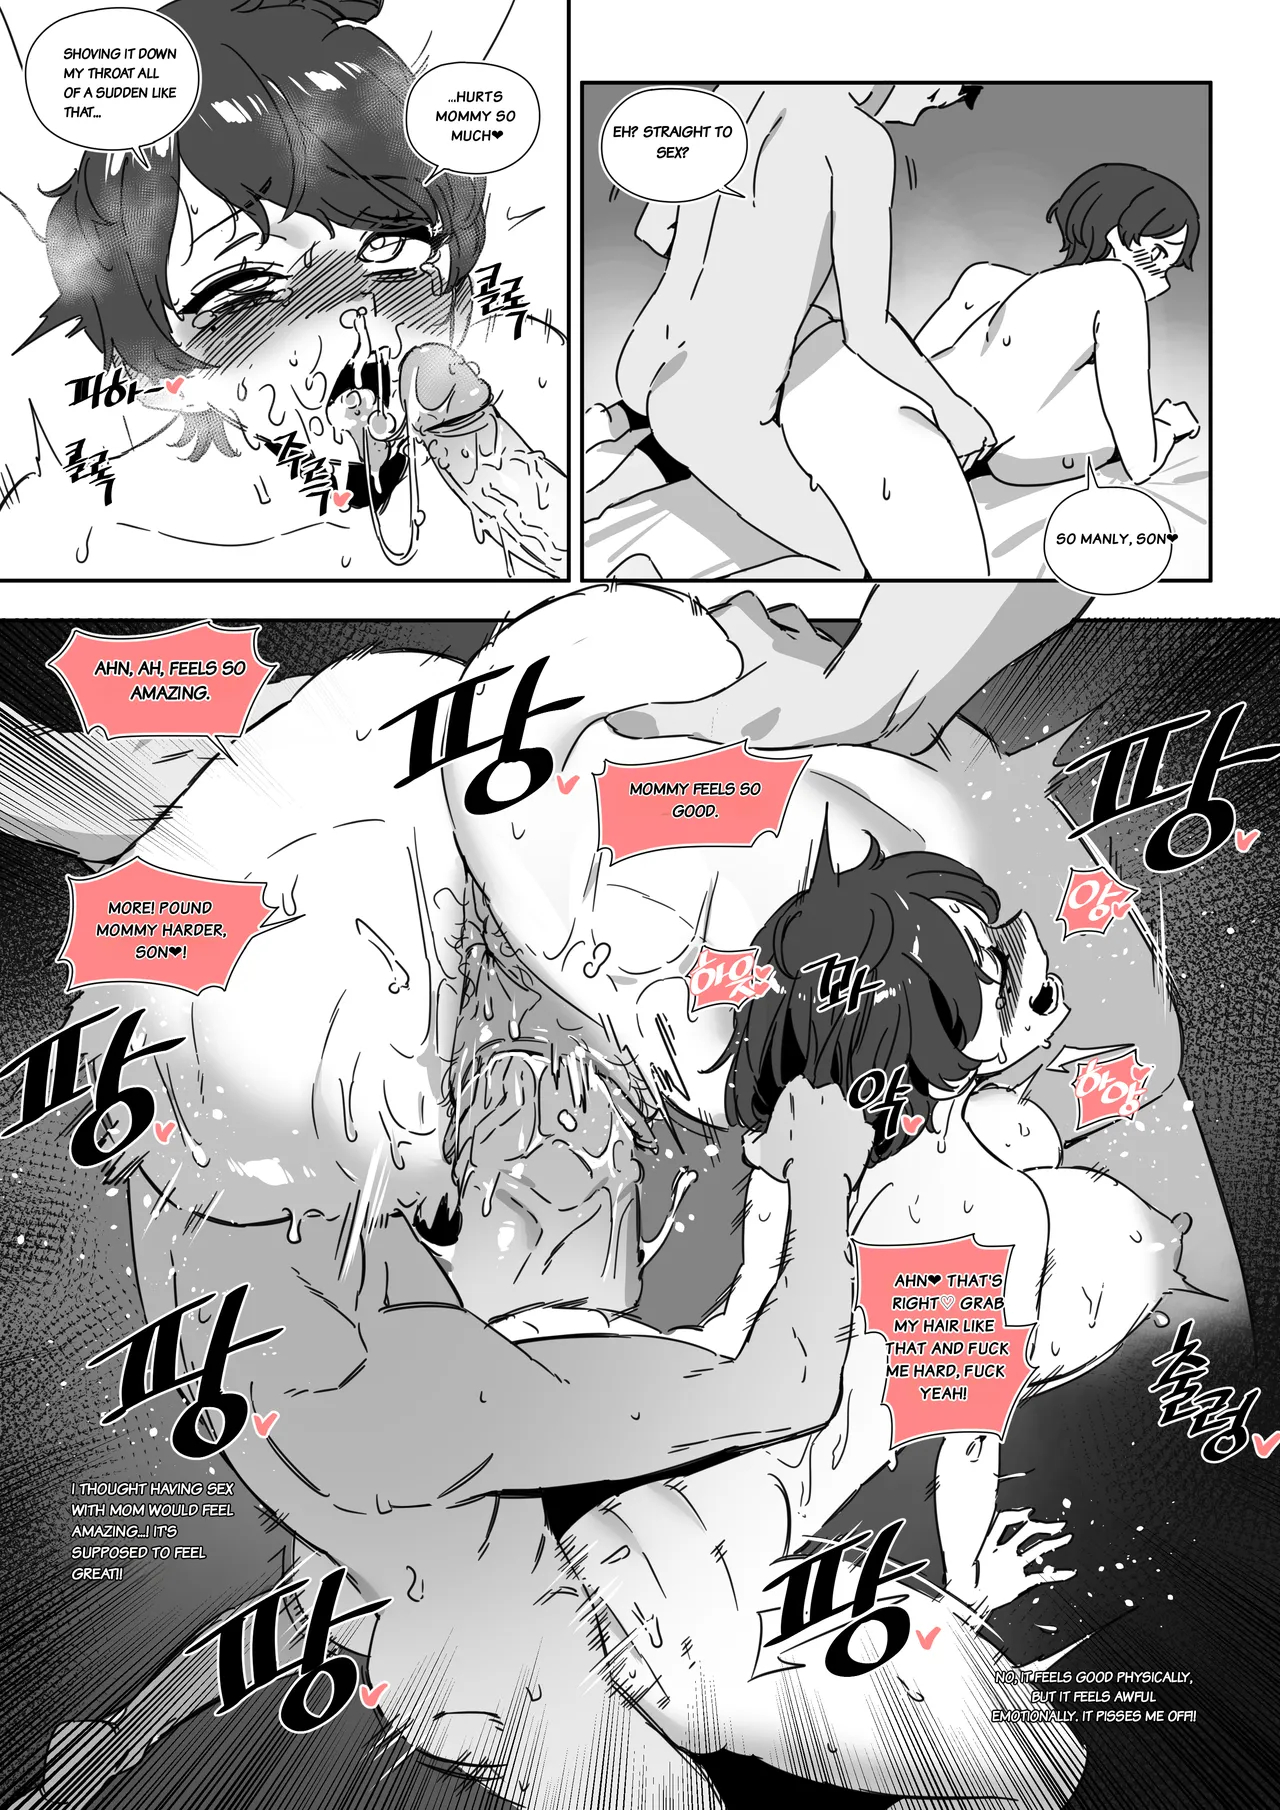 SHOVING IT DOWN
MY THROAT ALL
OF A SUDDEN LIKE
THAT...
...HURTS
MOMMY SO
MUCH❤
콜록
파하~
콜록
주륵
EH? STRAIGHT TO
SEX?
SO MANLY, SON❤
AHN, AH, FEELS SO
AMAZING.
팡
MOMMY FEELS SO
GOOD.
팡
MORE! POUND
MOMMY HARDER,
SON❤!
앙
하읏
꽈
악
하앙
팡
AHN❤ THAT'S
RIGHT♡ GRAB
MY HAIR LIKE
THAT AND FUCK
ME HARD, FUCK
YEAH!
팡
출렁
I THOUGHT HAVING SEX
WITH MOM WOULD FEEL
AMAZING...! IT'S
SUPPOSED TO FEEL
GREAT!!
팡
팡
NO, IT FEELS GOOD PHYSICALLY,
BUT IT FEELS AWFUL
EMOTIONALLY. IT PISSES ME OFF!!